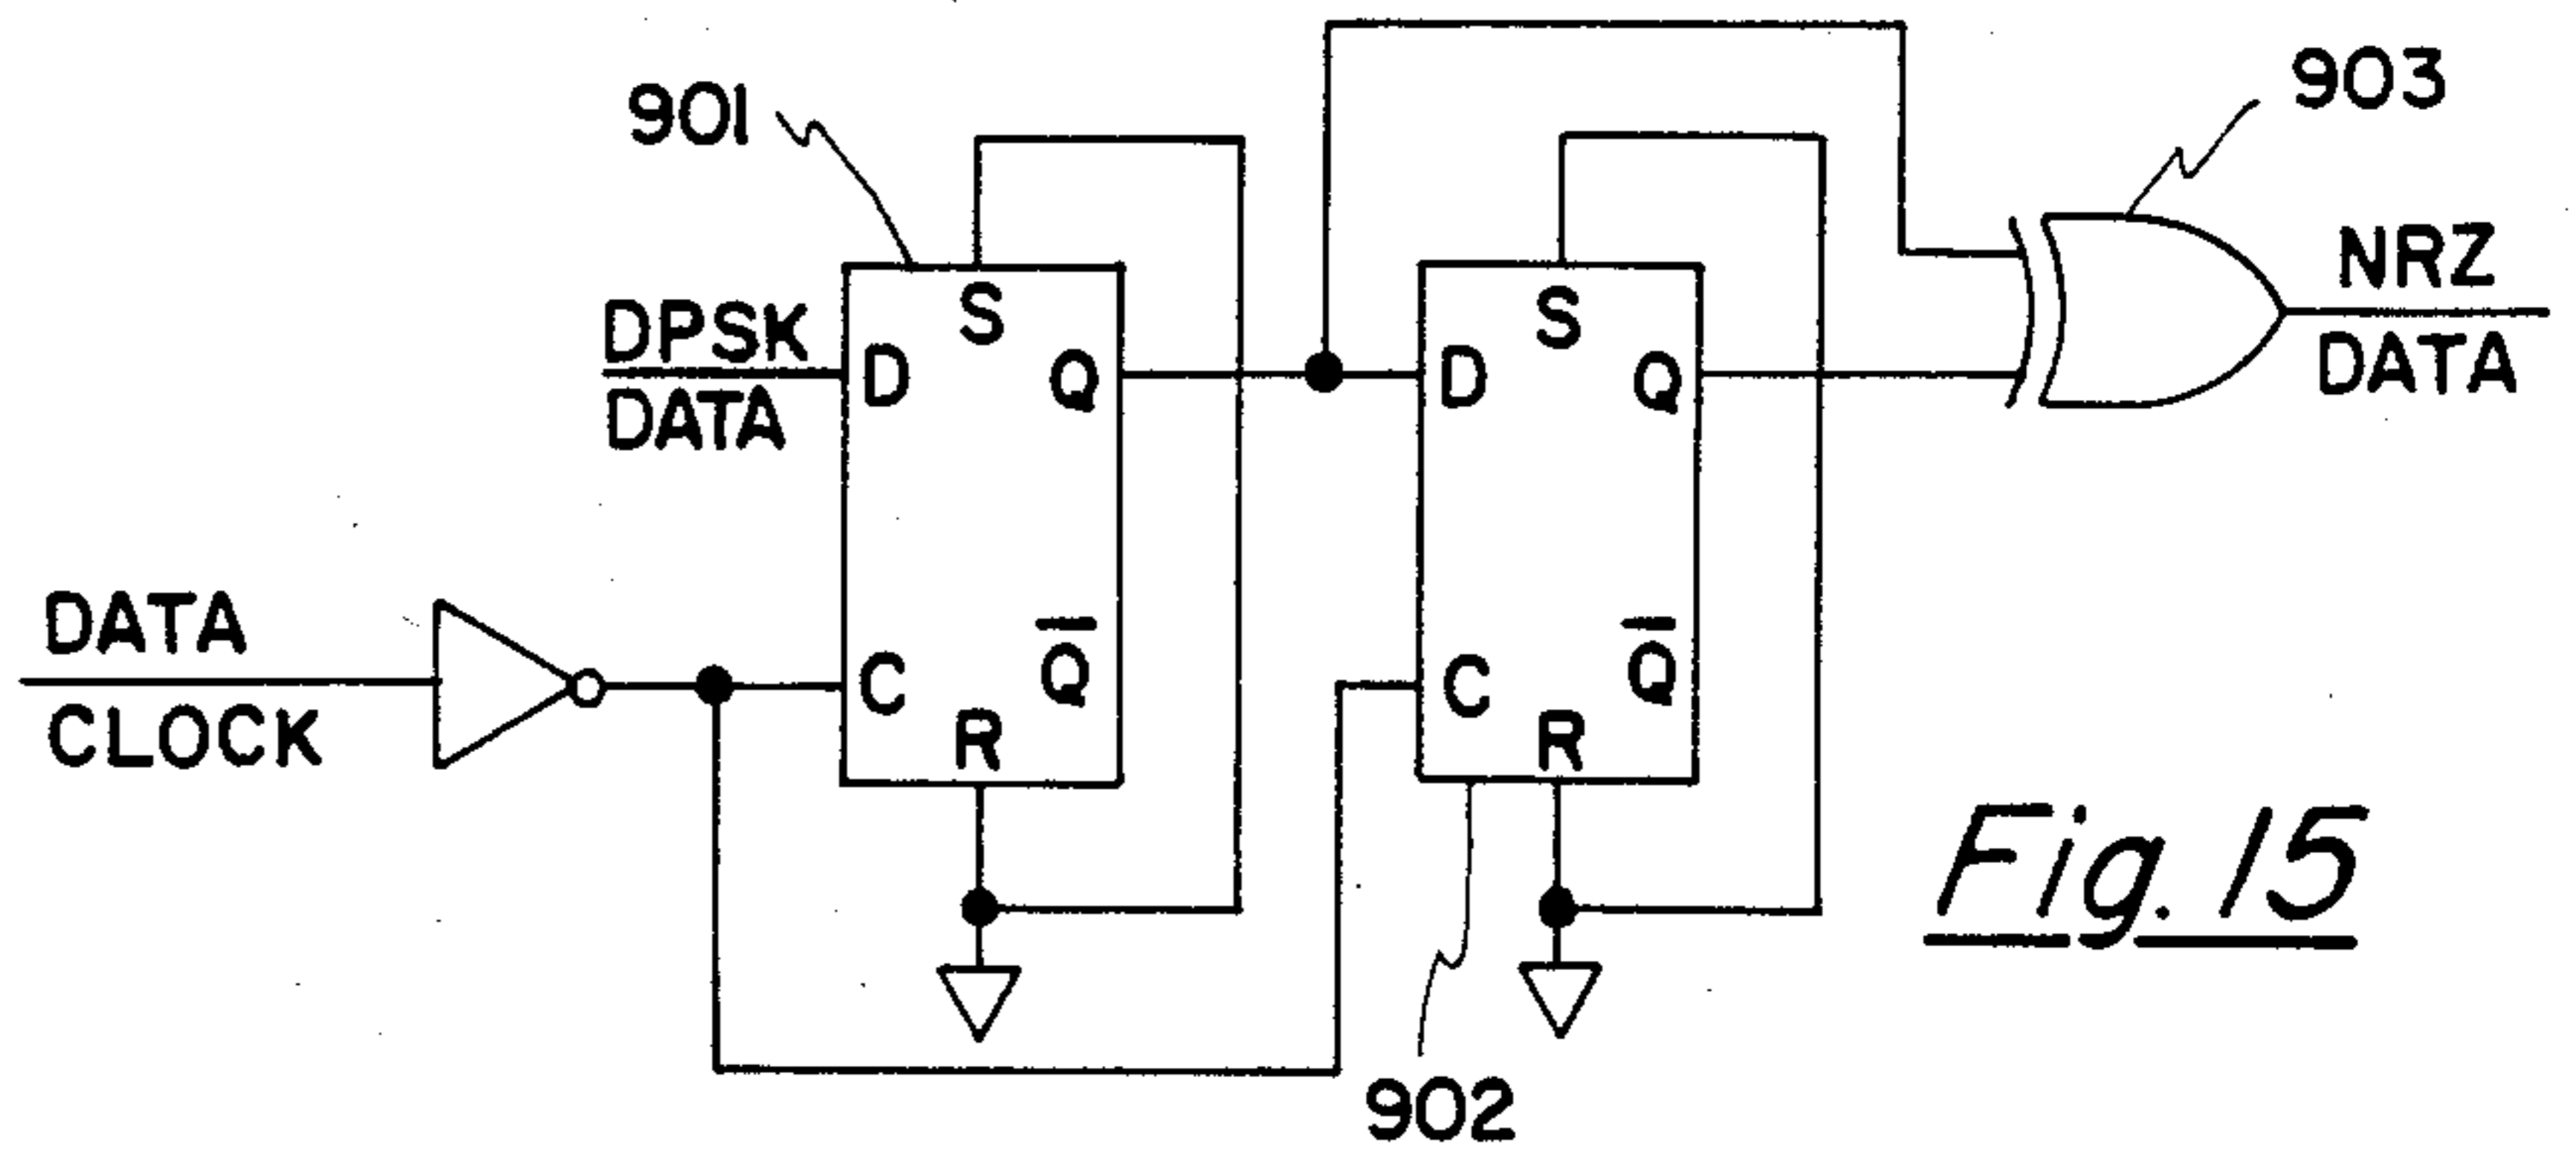 901
903
NRZ
DATA
DPSK
DATA
D
S
Q
C
R
Q̅
D
S
Q
C
R
Q̅
DATA
CLOCK
902
Fig. 15